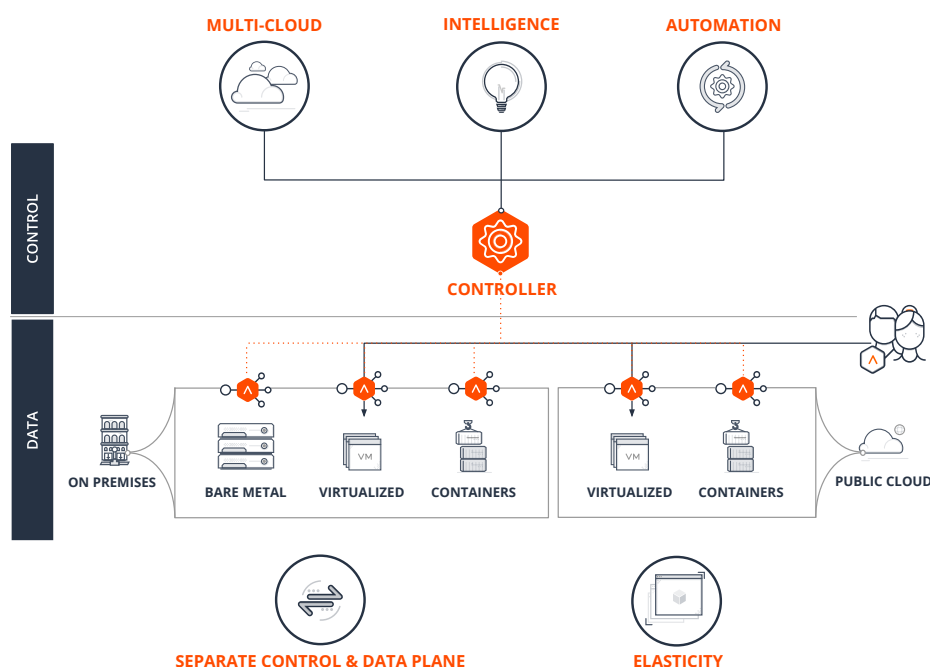 MULTI-CLOUD
INTELLIGENCE
AUTOMATION
CONTROL
CONTROLLER
DATA
VM
VM
ON PREMISES
BARE METAL
VIRTUALIZED
CONTAINERS
VIRTUALIZED
CONTAINERS
PUBLIC CLOUD
SEPARATE CONTROL & DATA PLANE
ELASTICITY